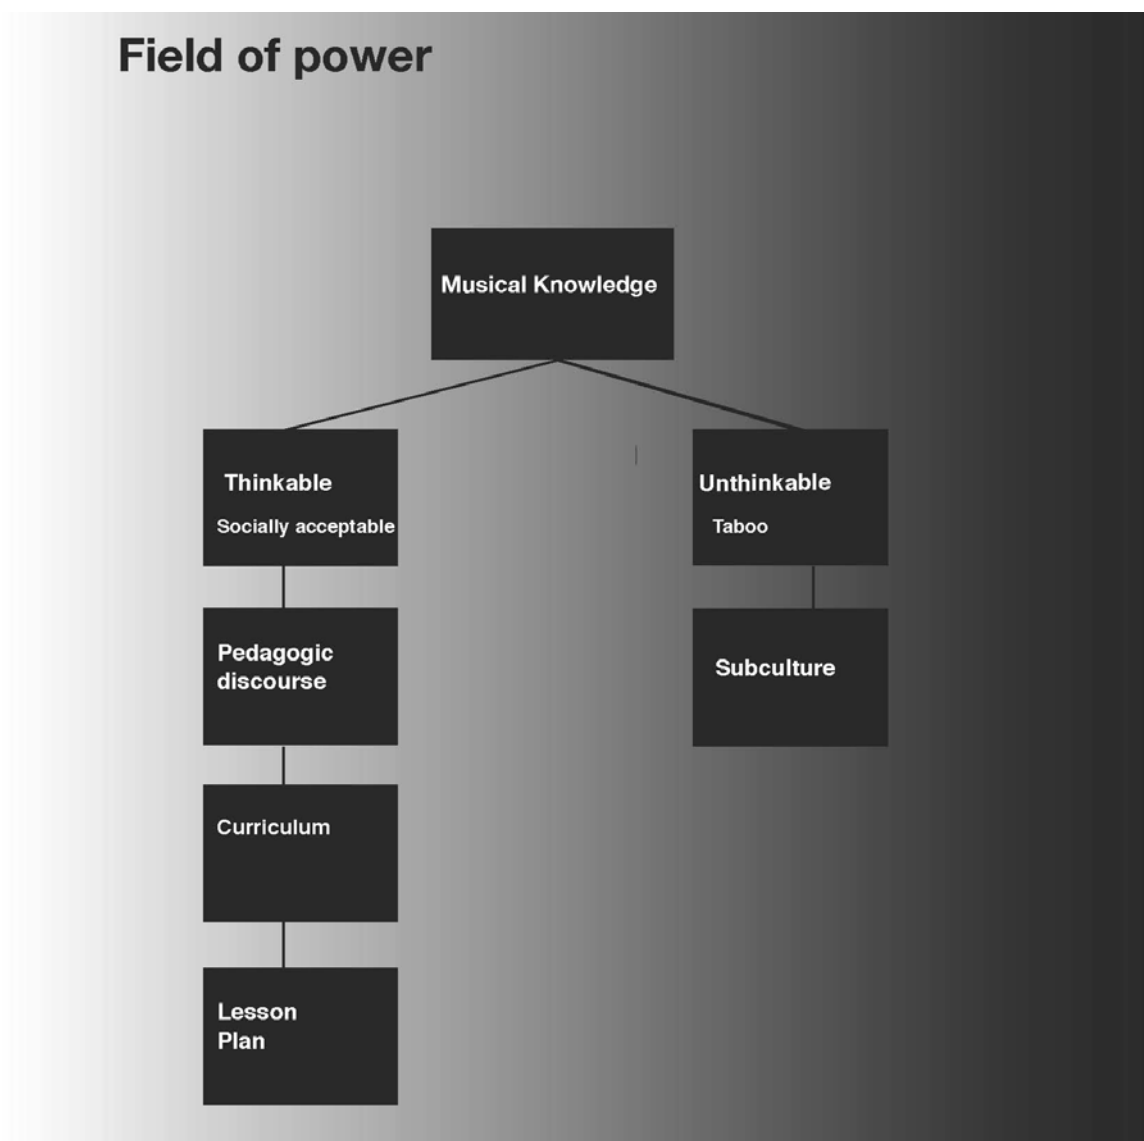 Field of power
Musical Knowledge
Thinkable
Socially acceptable
Unthinkable
Taboo
Pedagogic
discourse
Subculture
Curriculum
Lesson
Plan